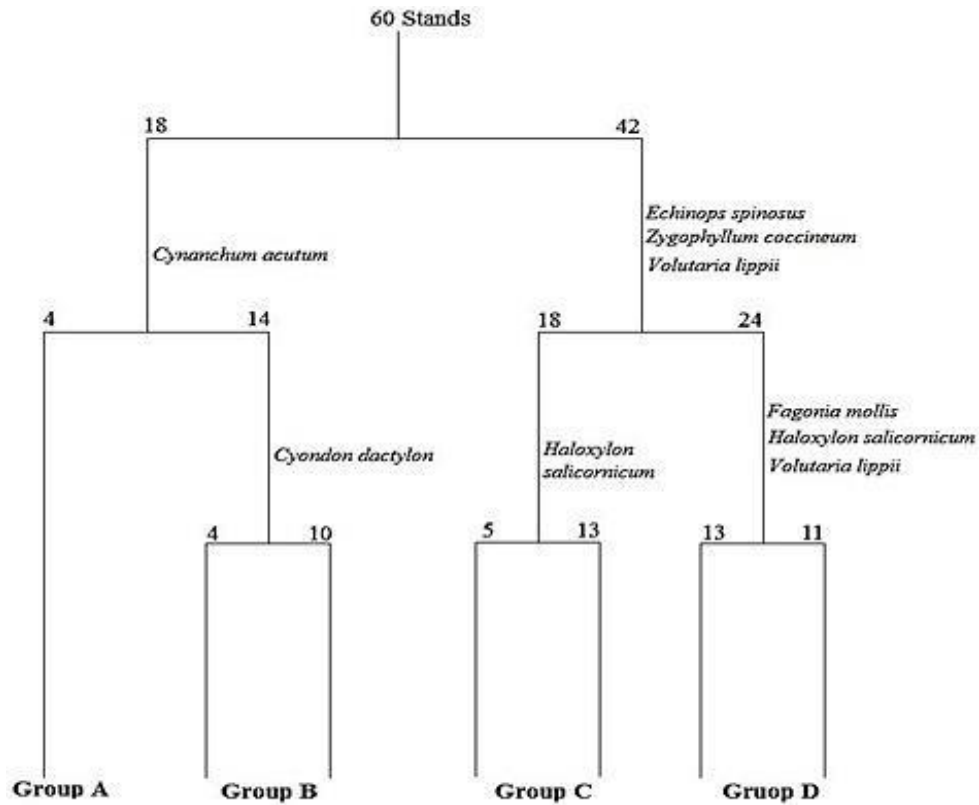 60 Stands
18
42
Echinops spinosus
Zygophyllum coccineum
Cynanchum acutum
Volutaria lippii
4
14
18
24
Fagonia mollis
Haloxylon salicornicum
Cyondon dactylon
Haloxylon
salicornicum
Volutaria lippii
4
10
5
13
13
11
Group A
Group B
Group C
Gruop D